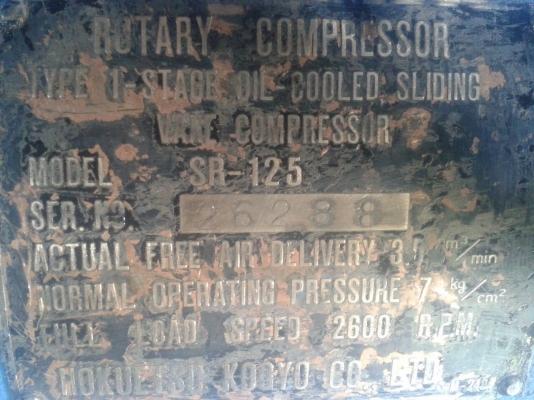 ROTARY COMPRESSOR
TYPE 1-STAGE OIL COOLED SLIDING
VANE COMPRESSOR
MODEL SR-125
SER. NO. 26288
ACTUAL FREE AIR DELIVERY m³/min
NORMAL OPERATING PRESSURE 7 kg/cm²
FULL LOAD SPEED 2600 R.P.M.
HOKUETSU KOGYO CO., LTD.